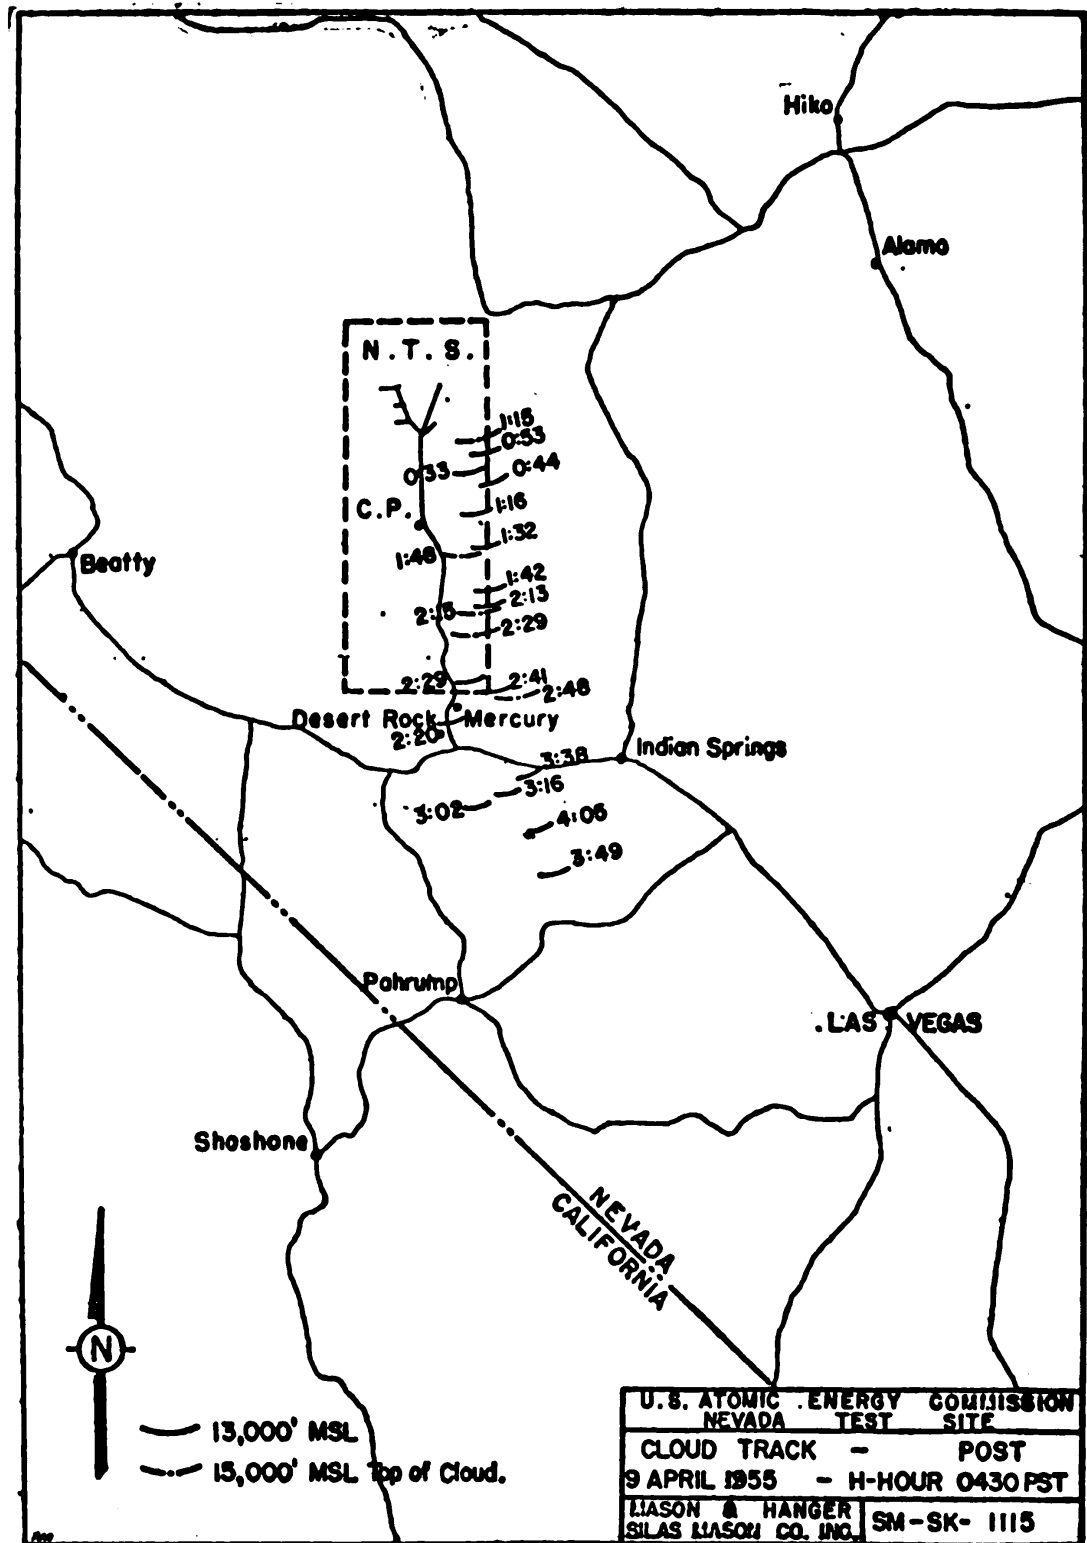 Hiko
Alamo
N.T.S.
1:15
0:53
0:33
0:44
C.P.
1:16
1:32
1:48
Beatty
1:42
2:13
2:15
2:29
2:29
2:41
2:48
Desert Rock
Mercury
2:20
Indian Springs
3:38
3:16
3:02
4:05
3:49
Pahrump
LAS VEGAS
Shoshone
NEVADA
CALIFORNIA
N
13,000' MSL
15,000' MSL Top of Cloud.
U.S. ATOMIC ENERGY COMMISSION
NEVADA TEST SITE
CLOUD TRACK - POST
9 APRIL 1955 - H-HOUR 0430 PST
MASON & HANGER
SILAS MASON CO. INC.
SM-SK- 1115